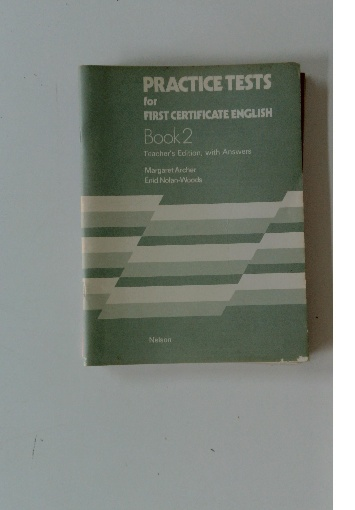 PRACTICE TESTS
for
FIRST CERTIFICATE ENGLISH
Book 2
Teacher's Edition, with Answers
Margaret Archer
Enid Nolan-Woods
Nelson